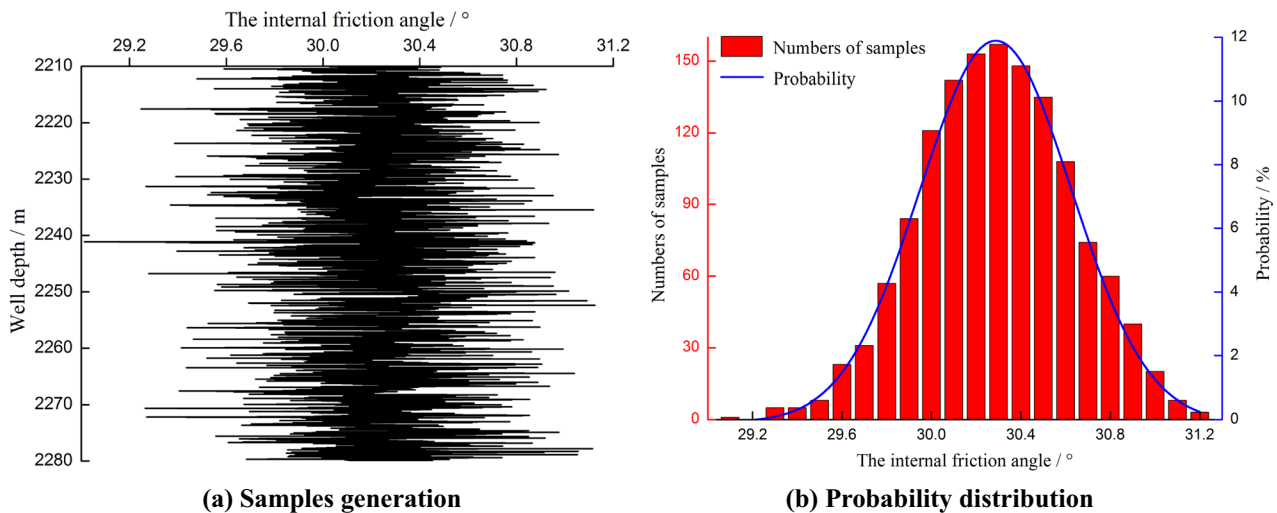 The internal friction angle / °
29.2 29.6 30.0 30.4 30.8 31.2
Well depth / m
2210
2220
2230
2240
2250
2260
2270
2280
(a) Samples generation
Numbers of samples
Probability
Numbers of samples
150
120
90
60
30
0
Probability / %
12
10
8
6
4
2
0
29.2 29.6 30.0 30.4 30.8 31.2
The internal friction angle / °
(b) Probability distribution